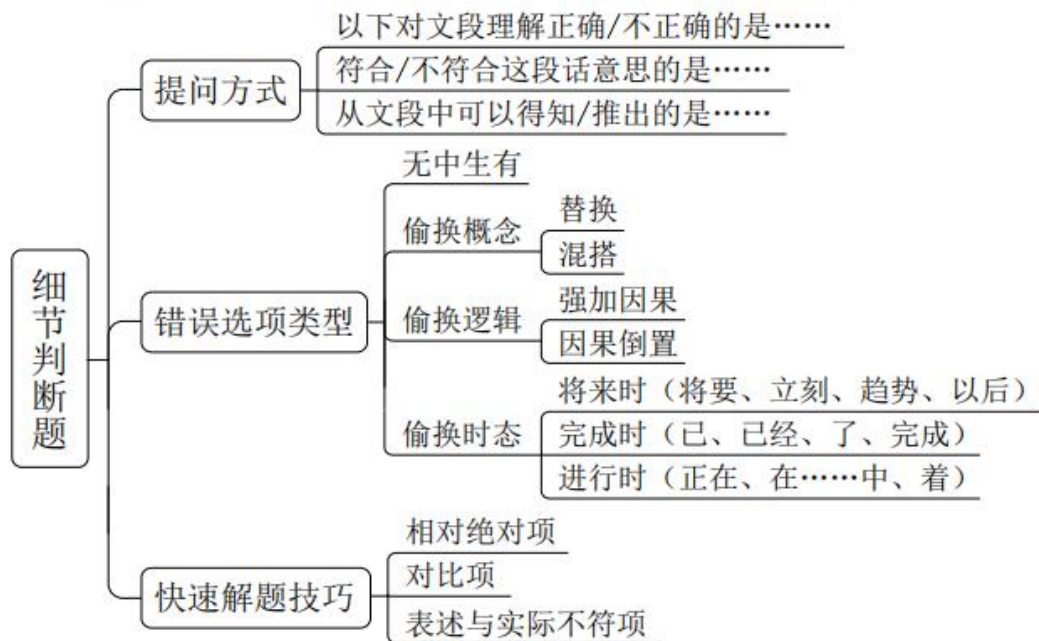 细节判断题
提问方式
以下对文段理解正确/不正确的是……
符合/不符合这段话意思的是……
从文段中可以得知/推出的是……
错误选项类型
无中生有
偷换概念
替换
混搭
偷换逻辑
强加因果
因果倒置
偷换时态
将来时（将要、立刻、趋势、以后）
完成时（已、已经、了、完成）
进行时（正在、在……中、着）
快速解题技巧
相对绝对项
对比项
表述与实际不符项